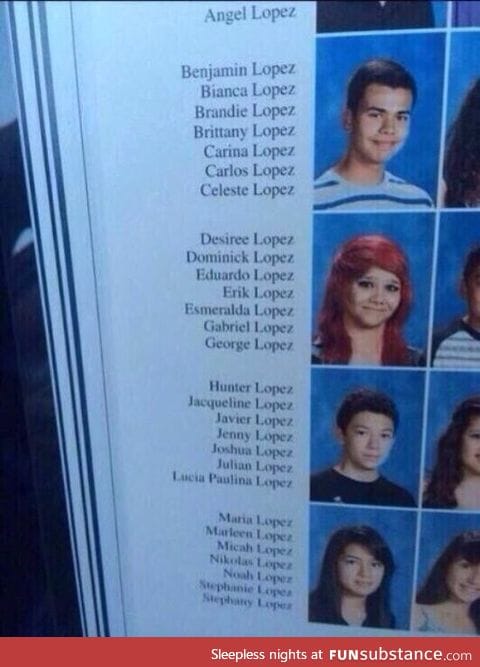 Angel Lopez
Benjamin Lopez
Bianca Lopez
Brandie Lopez
Brittany Lopez
Carina Lopez
Carlos Lopez
Celeste Lopez
Desiree Lopez
Dominick Lopez
Eduardo Lopez
Erik Lopez
Esmeralda Lopez
Gabriel Lopez
George Lopez
Hunter Lopez
Jacqueline Lopez
Javier Lopez
Jenny Lopez
Joshua Lopez
Julian Lopez
Lucia Paulina Lopez
Maria Lopez
Marleen Lopez
Micah Lopez
Nikolas Lopez
Noah Lopez
Stephanie Lopez
Stephany Lopez
Sleepless nights at FUNsubstance.com